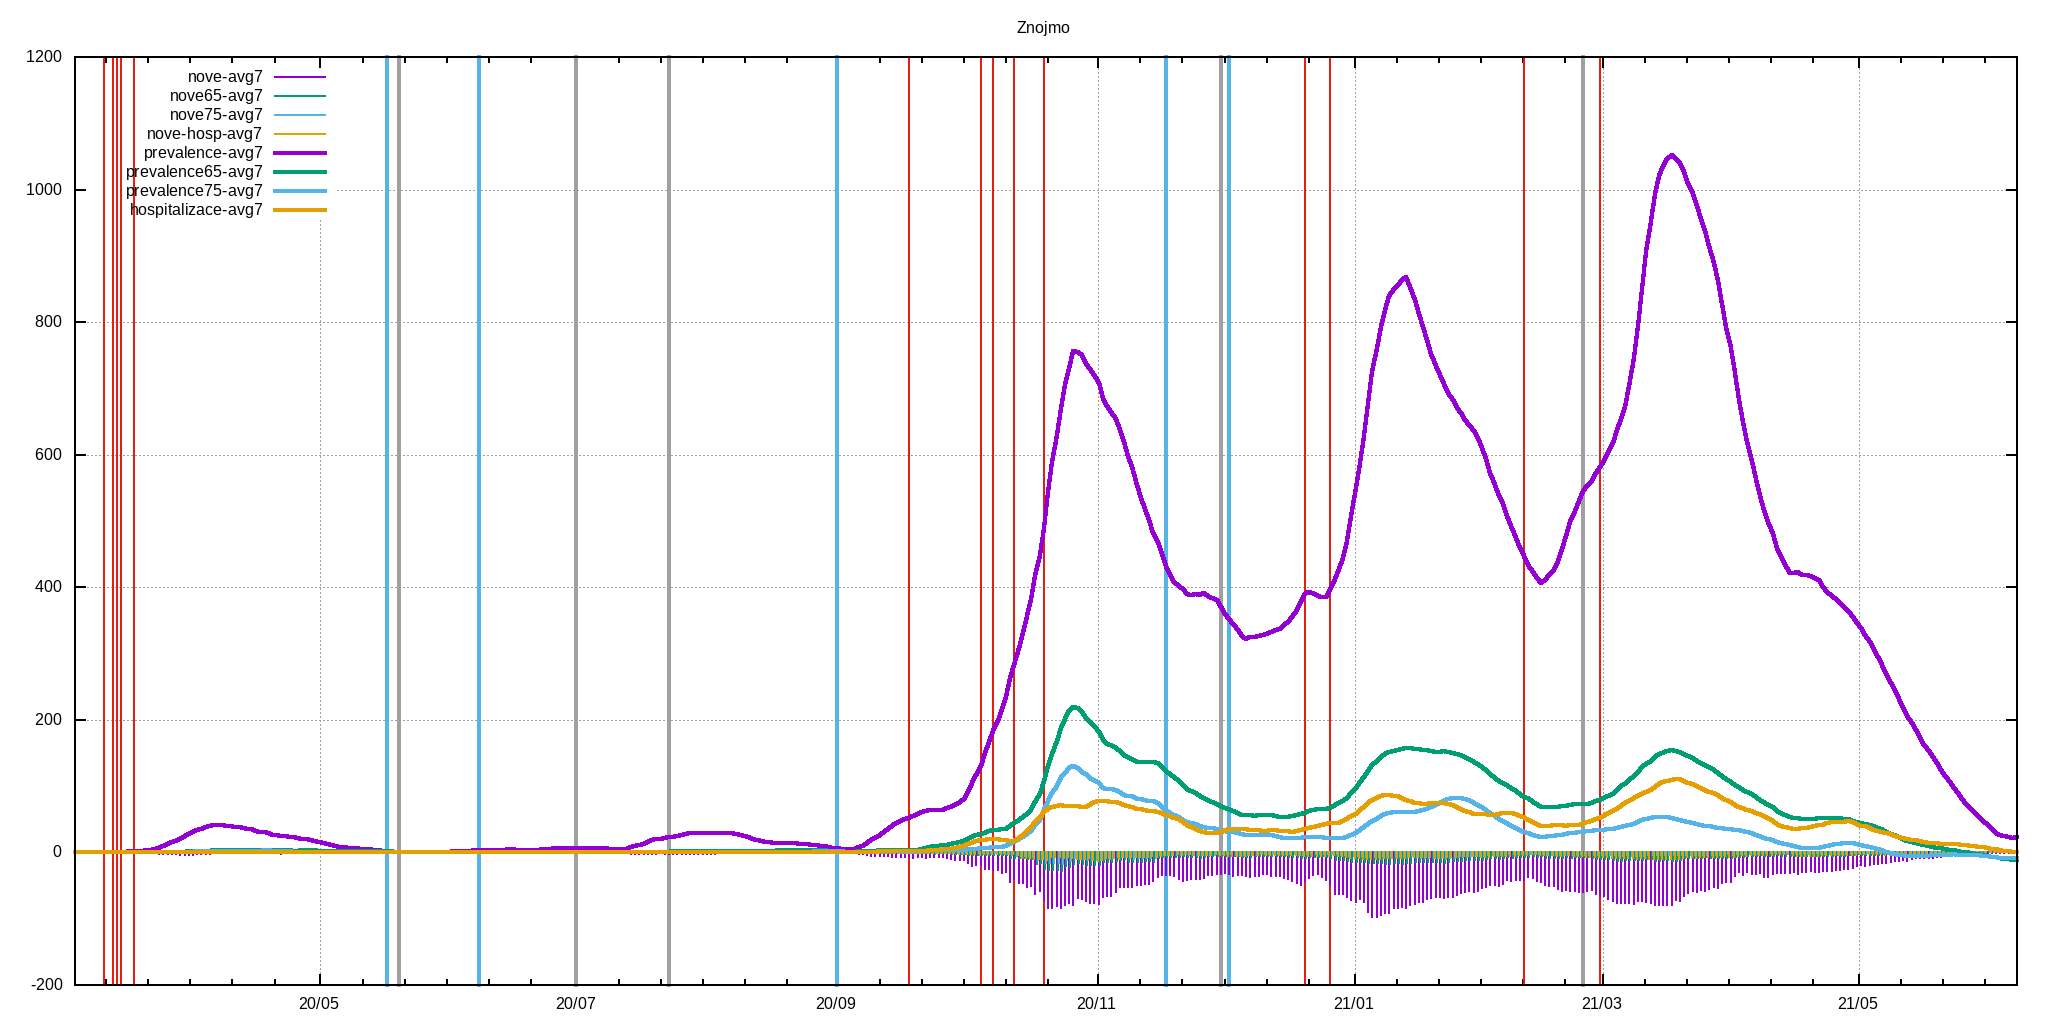 Znojmo
1200
1000
800
600
400
200
0
-200
nove-avg7
nove65-avg7
nove75-avg7
nove-hosp-avg7
prevalence-avg7
prevalence65-avg7
prevalence75-avg7
hospitalizace-avg7
20/05 20/07 20/09 20/11 21/01 21/03 21/05